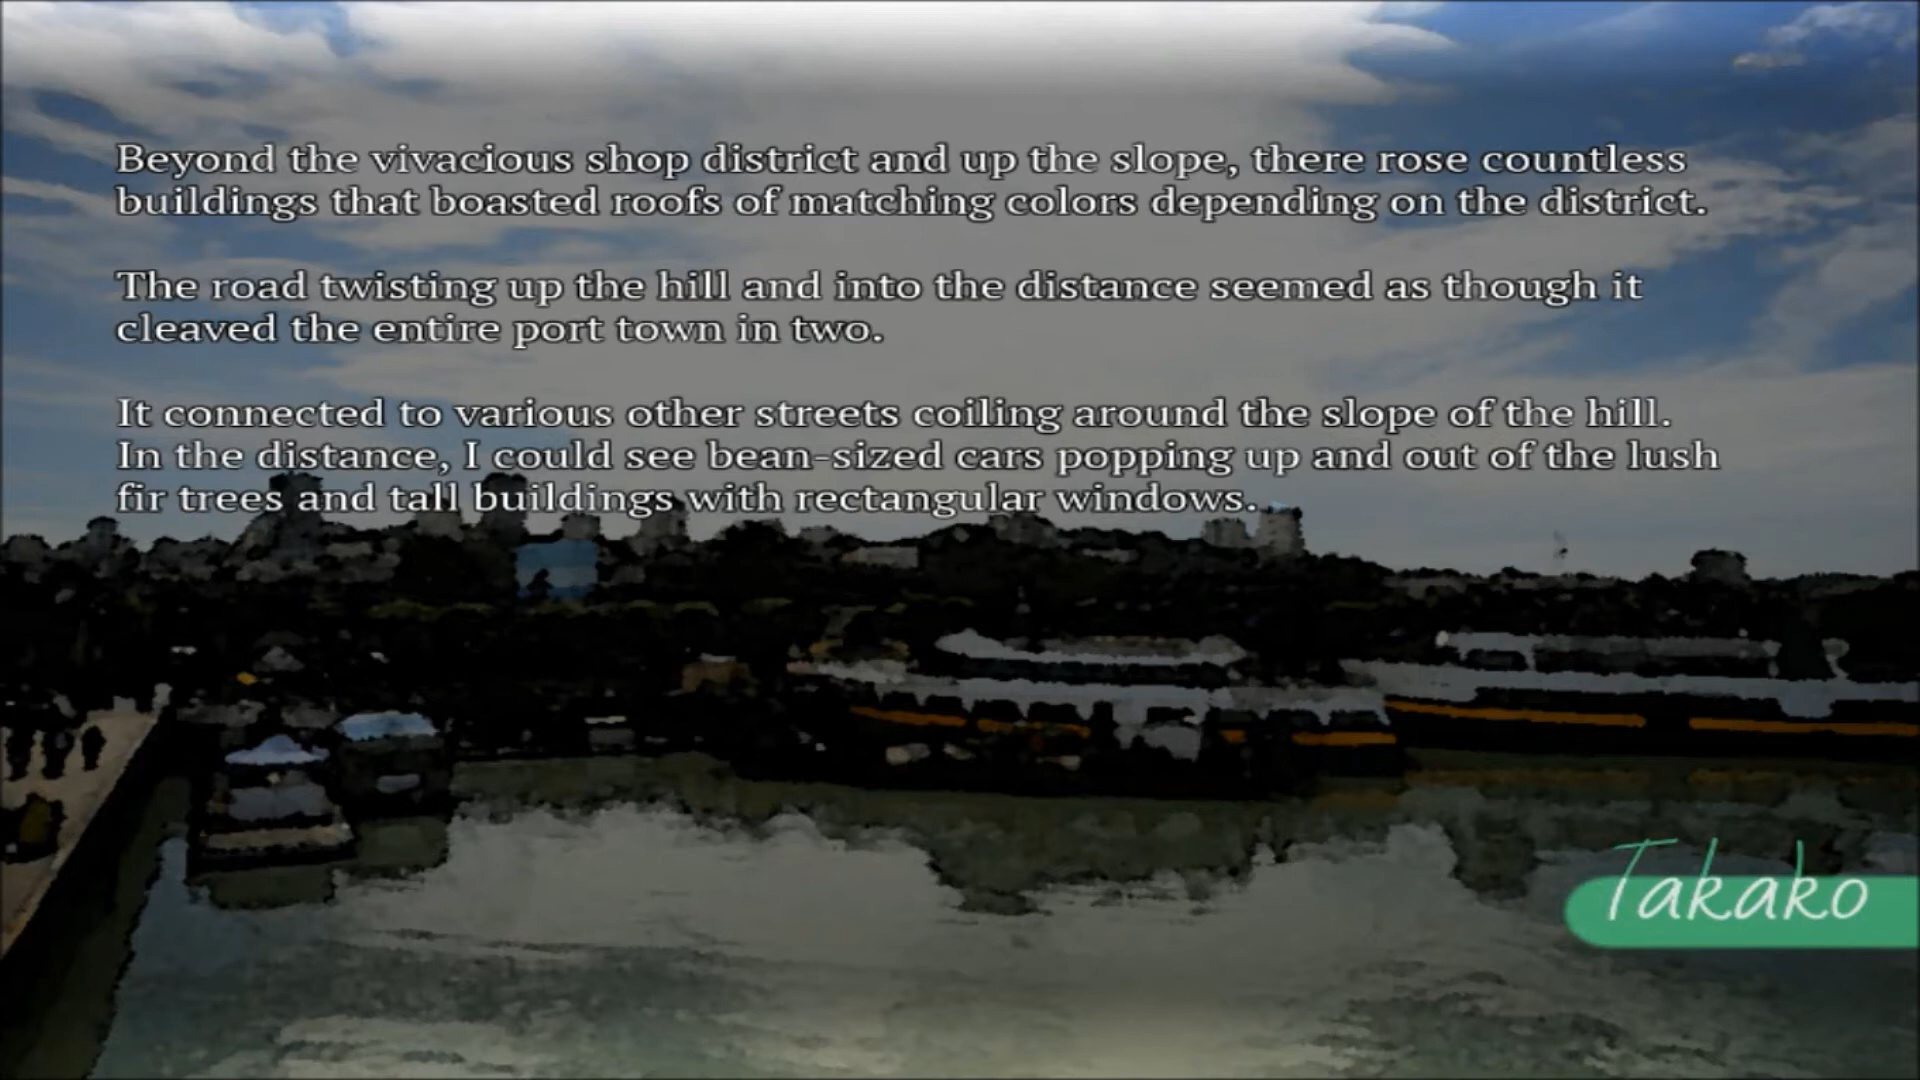 Beyond the vivacious shop district and up the slope, there rose countless
buildings that boasted roofs of matching colors depending on the district.
The road twisting up the hill and into the distance seemed as though it
cleaved the entire port town in two.
It connected to various other streets coiling around the slope of the hill.
In the distance, I could see bean-sized cars popping up and out of the lush
fir trees and tall buildings with rectangular windows.
Takako